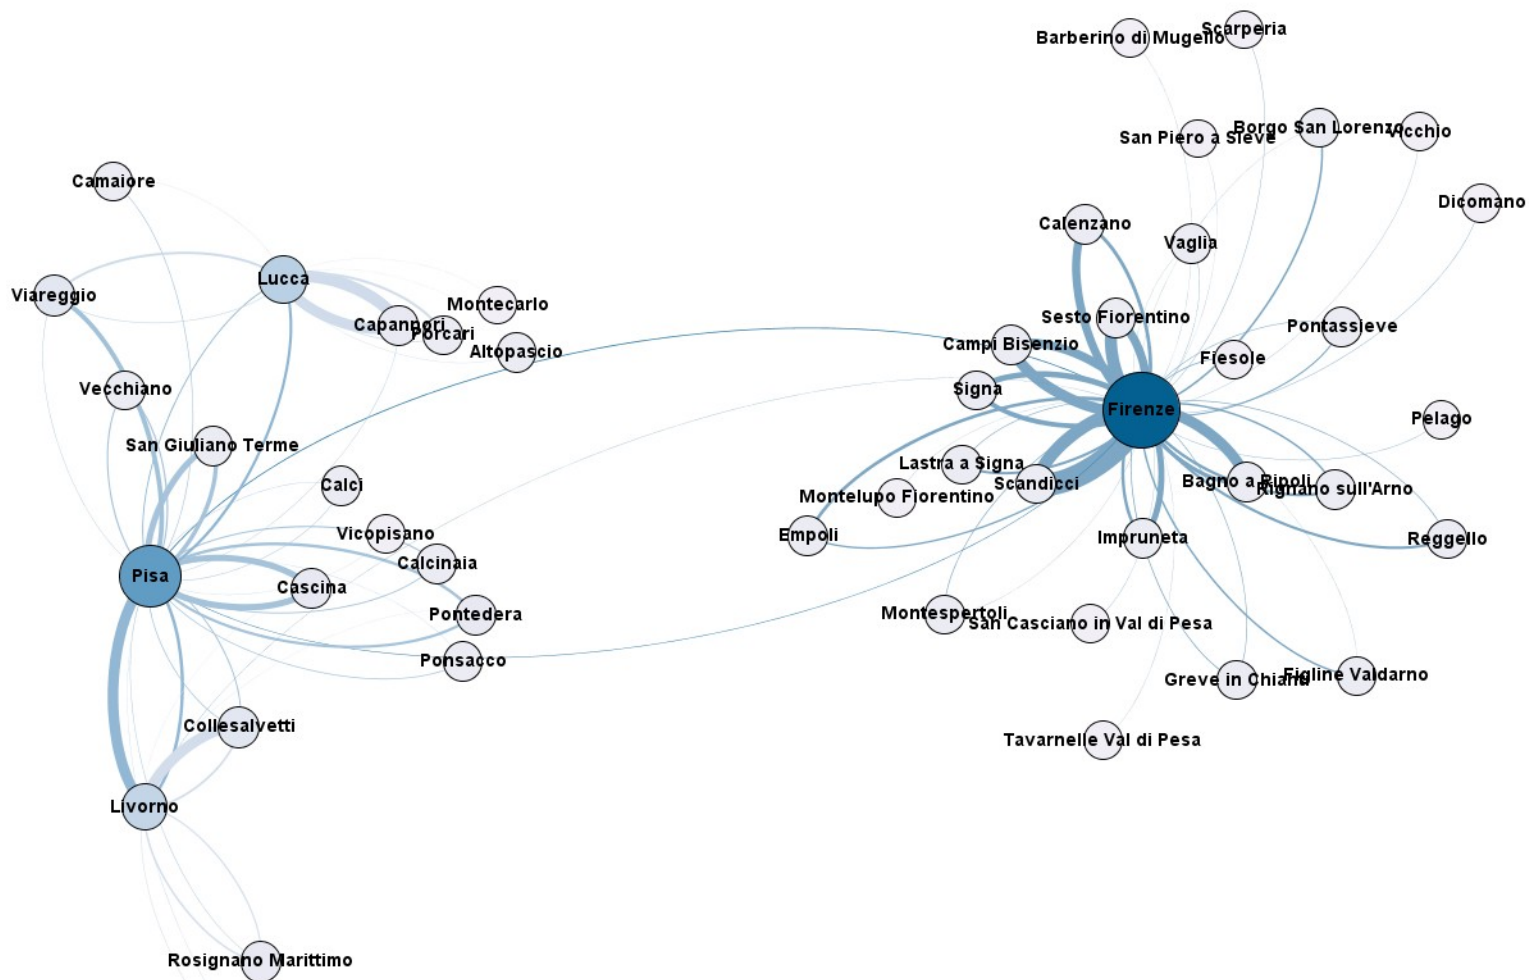 Scarperia
Barberino di Mugello
Borgo San Lorenzo
Vicchio
San Piero a Sieve
Camaiore
Dicomano
Calenzano
Vaglia
Lucca
Viareggio
Montecarlo
Sesto Fiorentino
Capannori
Pontassieve
Porcari
Campi Bisenzio
Altopascio
Fiesole
Vecchiano
Signa
Firenze
Pelago
San Giuliano Terme
Lastra a Signa
Bagno a Ripoli
Scandicci
Calci
Rignano sull'Arno
Montelupo Fiorentino
Vicopisano
Empoli
Impruneta
Reggello
Calcinaia
Pisa
Cascina
Pontedera
Montespertoli
San Casciano in Val di Pesa
Ponsacco
Figline Valdarno
Greve in Chianti
Collesalvetti
Tavarnelle Val di Pesa
Livorno
Rosignano Marittimo